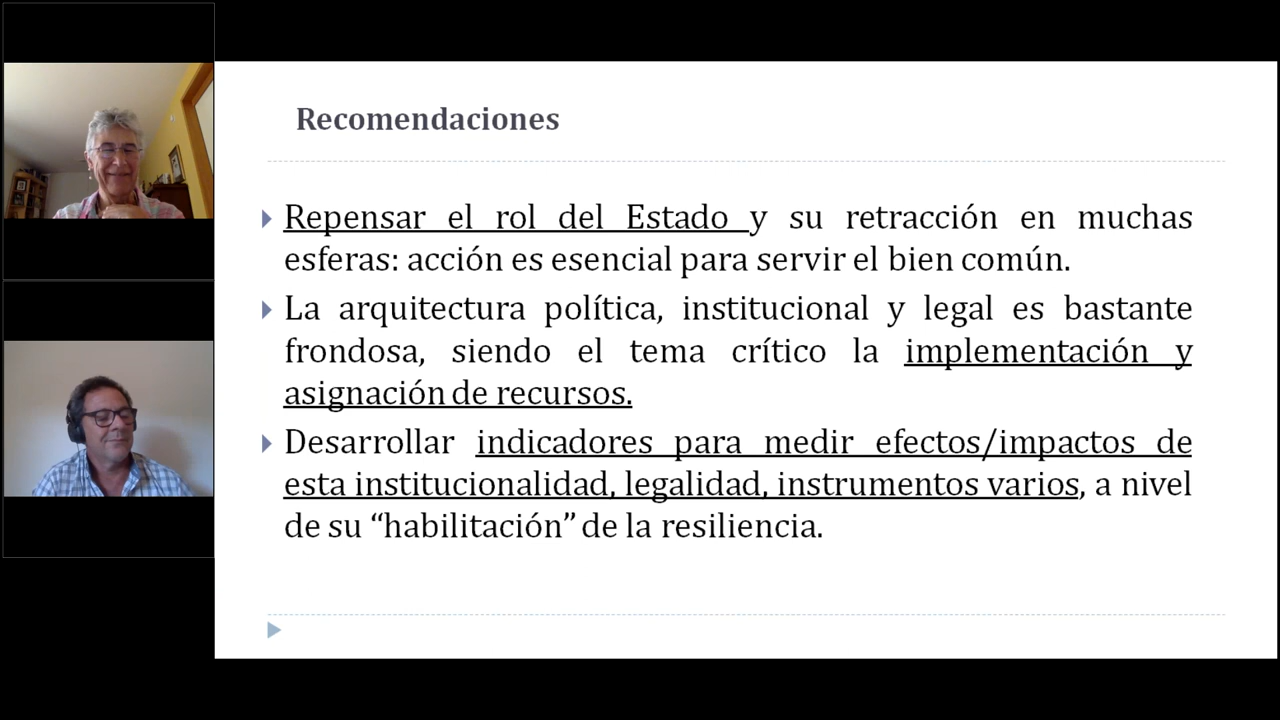 Recomendaciones
Repensar el rol del Estado y su retracción en muchas
esferas: acción es esencial para servir el bien común.
La arquitectura política, institucional y legal es bastante
frondosa, siendo el tema crítico la implementación y
asignación de recursos.
Desarrollar indicadores para medir efectos/impactos de
esta institucionalidad, legalidad, instrumentos varios, a nivel
de su “habilitación” de la resiliencia.